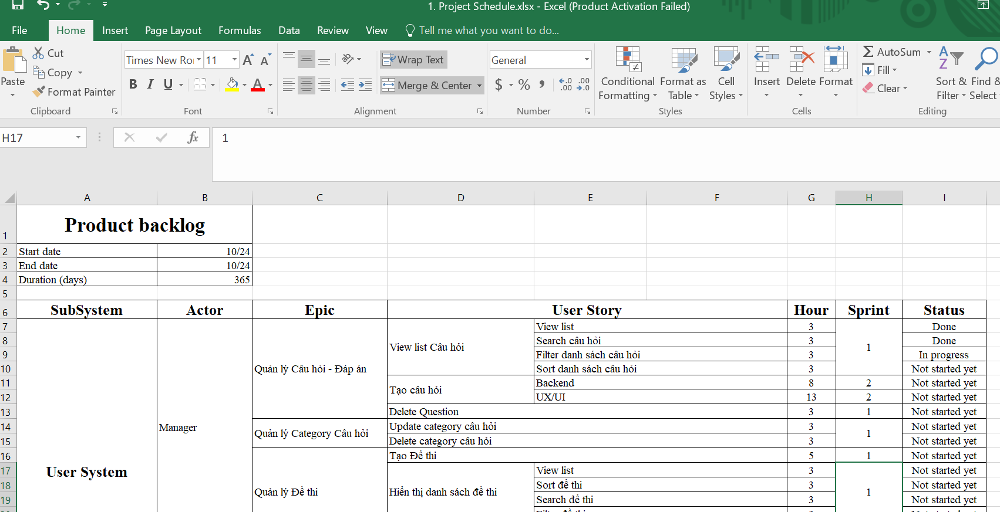 1. Project Schedule.xlsx - Excel (Product Activation Failed)
File Home Insert Page Layout Formulas Data Review View Tell me what you want to do...
Paste Cut Copy Format Painter Clipboard
Times New Ro 11 A A B I U A Font
Wrap Text Merge & Center Alignment
General $ % , .0 .00 .00 .0 Number
Conditional Formatting Format as Table Cell Styles Styles
Insert Delete Format Cells
AutoSum Fill Clear Sort & Filter Find & Select Editing
H17 fx 1
A B C D E F G H I
1 Product backlog
2 Start date 10/24
3 End date 10/24
4 Duration (days) 365
5
6 SubSystem Actor Epic User Story Hour Sprint Status
7 View list 3 Done
8 View list Câu hỏi Search câu hỏi 3 1 Done
9 Filter danh sách câu hỏi 3 In progress
10 Quản lý Câu hỏi - Đáp án Sort danh sách câu hỏi 3 Not started yet
11 Tạo câu hỏi Backend 8 2 Not started yet
12 UX/UI 13 2 Not started yet
13 Delete Question 3 1 Not started yet
14 Manager Quản lý Category Câu hỏi Update category câu hỏi 3 1 Not started yet
15 Delete category câu hỏi 3 Not started yet
16 Tạo Đề thi 5 1 Not started yet
17 User System View list 3 Not started yet
18 Quản lý Đề thi Hiển thị danh sách đề thi Sort đề thi 3 1 Not started yet
19 Search đề thi 3 Not started yet